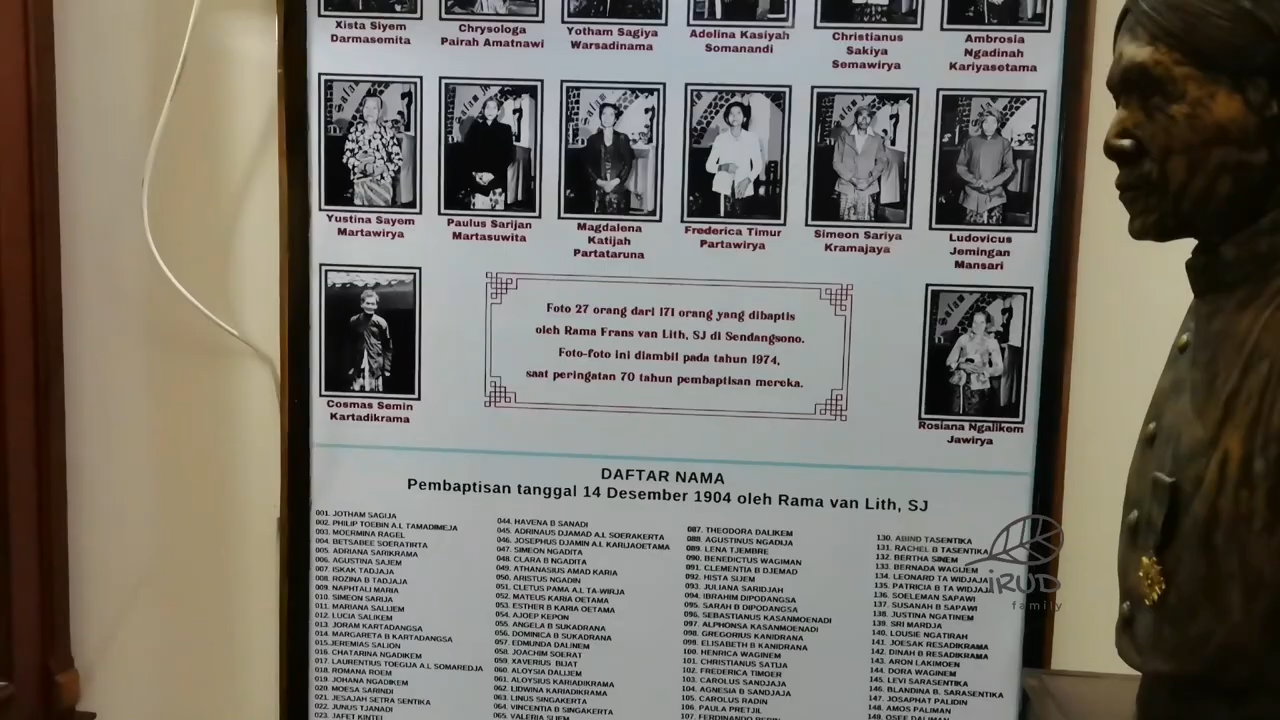 Xista Siyem
Darmasemita
Chrysologa
Pairah Amatnawi
Yotham Sagiya
Warsadinama
Adelina Kasiyah
Somanandi
Christianus
Sakiya
Semawirya
Ambrosia
Ngadinah
Kariyasetama
Yustina Sayem
Martawirya
Paulus Sarijan
Martasuwita
Magdalena
Katijah
Partataruna
Frederica Timur
Partawirya
Simeon Sariya
Kramajaya
Ludovicus
Jemingan
Mansari
Cosmas Semin
Kartadikrama
Foto 27 orang dari 171 orang yang dibaptis
oleh Rama Frans van Lith, SJ di Sendangsono.
Foto-foto ini diambil pada tahun 1974,
saat peringatan 70 tahun pembaptisan mereka.
Rosiana Ngalikem
Jawirya
DAFTAR NAMA
Pembaptisan tanggal 14 Desember 1904 oleh Rama van Lith, SJ
001. JOTHAM SAGIJA
002. PHILIP TOEBIN A.L TAMADIMEJA
003. MOERMINA RAGEL
004. BETSABEE SOERATIRTA
005. ADRIANA SARIKRAMA
006. AGUSTINA SAJEM
007. ISKAK TADJAJA
008. ROZINA B TADJAJA
009. NAPHTALI MARIA
010. SIMEON SARIJA
011. MARIANA SALIJEM
012. LUCIA SALIKEM
013. JORAM KARTADANGSA
014. MARGARETA B KARTADANGSA
015.JEREMIAS SALION
016. CHATARINA NGADIKEM
017. LAURENTIUS TOEGIJA A.L SOMAREDJA
018. ROMANA ROEM
019. JOHANA NGADIKEM
020. MOESA SARINDI
021. JESAJAH SETRA SENTIKA
022. JUNUS TJANADI
023. JAFET KINTEL
044. HAVENA B SANADI
045. ADRINAUS DJAMAD A.L SOERAKERTA
046. JOSEPHUS DJAMIN A.L KARIJAOETAMA
047. SIMEON NGADITA
048. CLARA B NGADITA
049. ATHANASIUS AMAD KARIA
050. ARISTUS NGADIN
051. CLETUS PAMA A.L TA-WIRJA
052. MATEUS KARIA OETAMA
053. ESTHER B KARIA OETAMA
054. AJOEP KEPON
055. ANGELA B SUKADRANA
056. DOMINICA B SUKADRANA
057. EDMUNDA DALINEM
058. JOACHIM SOERAT
059. XAVERIUS BIJAT
060. ALOYSIA DALIJEM
061. ALOYSIUS KARIADIKRAMA
062. LIDWINA KARIADIKRAMA
063. LINUS SINGAKERTA
064. VINCENTIA B SINGAKERTA
065. VALERIA SIJEM
087. THEODORA DALIKEM
088. AGUSTINUS NGADIJA
089. LENA TJEMBRE
090. BENEDICTUS WAGIMAN
091. CLEMENTIA B DJEMAD
092. HISTA SIJEM
093. JULIANA SARIDJAH
094. IBRAHIM DIPODANGSA
095. SARAH B DIPODANGSA
096. SEBASTIANUS KASANMOENADI
097. ALPHONSA KASANMOENADI
098. GREGORIUS KANIDRANA
098. ELISABETH B KANIDRANA
100. HENRICA WAGINEM
101. CHRISTIANUS SATIJA
102. FREDERICA TIMOER
103. CAROLUS SANDJAJA
104. AGNESIA B SANDJAJA
105. CAROLUS RADIN
106. PAULA PRETJIL
107. FERDINANDO
130. ABIND TASENTIKA
131. RACHEL B TASENTIKA
132. BERTHA SINEM
133. BERNADA WAGIJEM
134. LEONARD TA WIDJAJA
135. PATRICIA B TA WIDJAJA
136. SOELEMAN SAPAWI
137. SUSANAH B SAPAWI
138. JUSTINA NGATINEM
139. SRI MARDJA
140. LOUSIE NGATIRAH
141. JOESAK RESADIKRAMA
142. DINAH B RESADIKRAMA
143. ARON LAKIMOEN
144. DORA WAGINEM
145. LEVI SARASENTIKA
146. BLANDINA B. SARASENTIKA
147. JOSAPHAT PALIDIN
148. AMOS PALIMAN
149. OSEE DALIMAN
iRUD
family